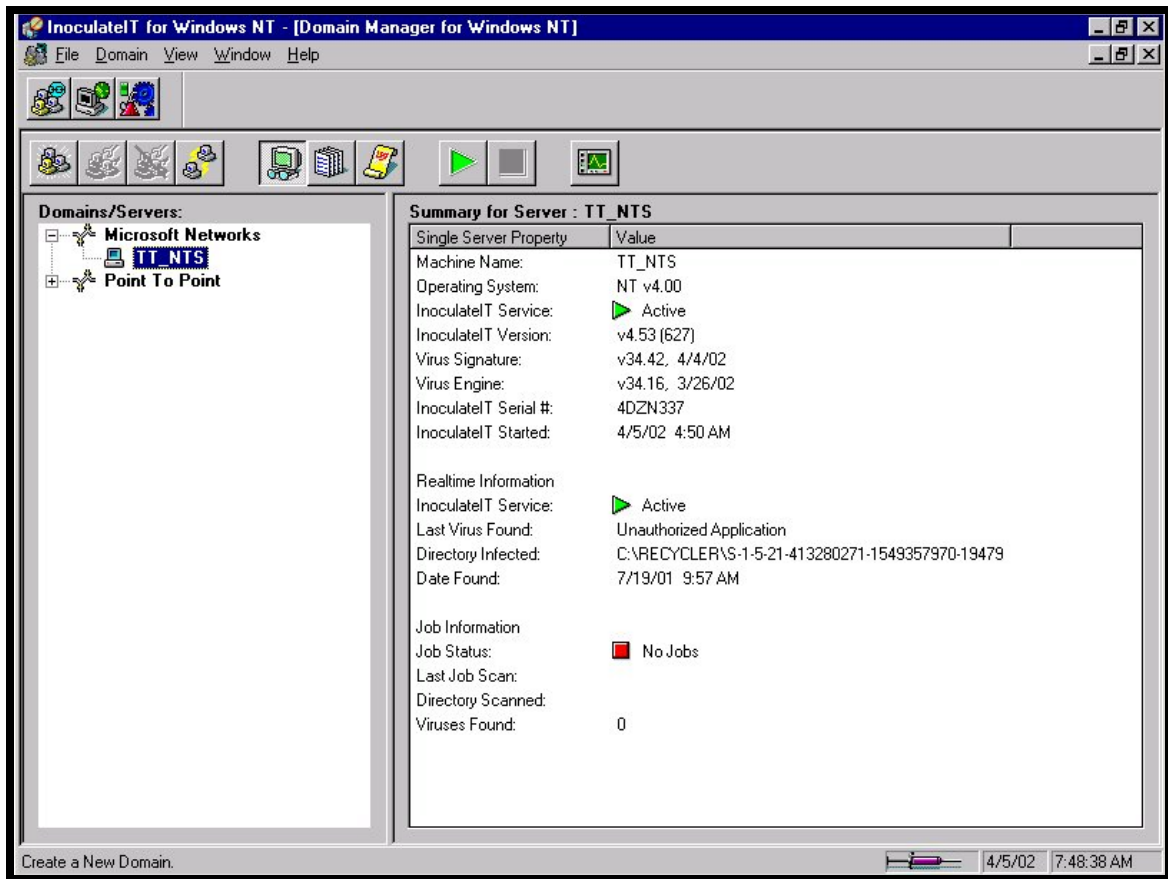 InoculateIT for Windows NT - [Domain Manager for Windows NT]
File Domain View Window Help
Domains/Servers:
Microsoft Networks
TT_NTS
Point To Point
Summary for Server : TT_NTS
Single Server Property Value
Machine Name: TT_NTS
Operating System: NT v4.00
InoculateIT Service: Active
InoculateIT Version: v4.53 (627)
Virus Signature: v34.42, 4/4/02
Virus Engine: v34.16, 3/26/02
InoculateIT Serial #: 4DZN337
InoculateIT Started: 4/5/02 4:50 AM
Realtime Information
InoculateIT Service: Active
Last Virus Found: Unauthorized Application
Directory Infected: C:\RECYCLER\S-1-5-21-413280271-1549357970-19479
Date Found: 7/19/01 9:57 AM
Job Information
Job Status: No Jobs
Last Job Scan:
Directory Scanned:
Viruses Found: 0
Create a New Domain. 4/5/02 7:48:38 AM